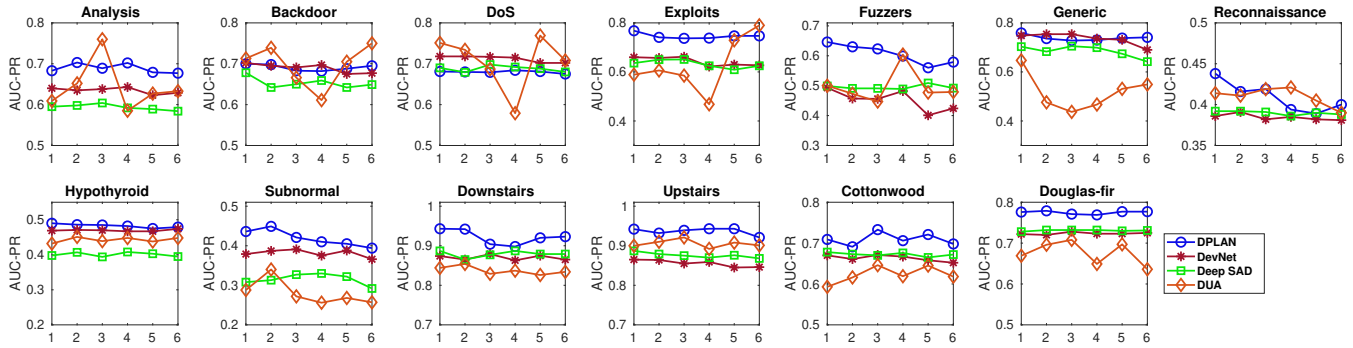 Analysis
Backdoor
DoS
Exploits
Fuzzers
Generic
Reconnaissance
AUC-PR
0.8
0.7
0.6
0.5
1 2 3 4 5 6
AUC-PR
0.8
0.7
0.6
0.5
1 2 3 4 5 6
AUC-PR
0.8
0.7
0.6
0.5
1 2 3 4 5 6
AUC-PR
0.8
0.6
0.4
1 2 3 4 5 6
AUC-PR
0.7
0.6
0.5
0.4
0.3
1 2 3 4 5 6
AUC-PR
0.8
0.6
0.4
1 2 3 4 5 6
AUC-PR
0.5
0.45
0.4
0.35
1 2 3 4 5 6
Hypothyroid
Subnormal
Downstairs
Upstairs
Cottonwood
Douglas-fir
AUC-PR
0.5
0.4
0.3
0.2
1 2 3 4 5 6
AUC-PR
0.5
0.4
0.3
0.2
1 2 3 4 5 6
AUC-PR
1
0.9
0.8
0.7
1 2 3 4 5 6
AUC-PR
1
0.9
0.8
0.7
1 2 3 4 5 6
AUC-PR
0.8
0.7
0.6
0.5
1 2 3 4 5 6
AUC-PR
0.8
0.7
0.6
0.5
1 2 3 4 5 6
DPLAN
DevNet
Deep SAD
DUA